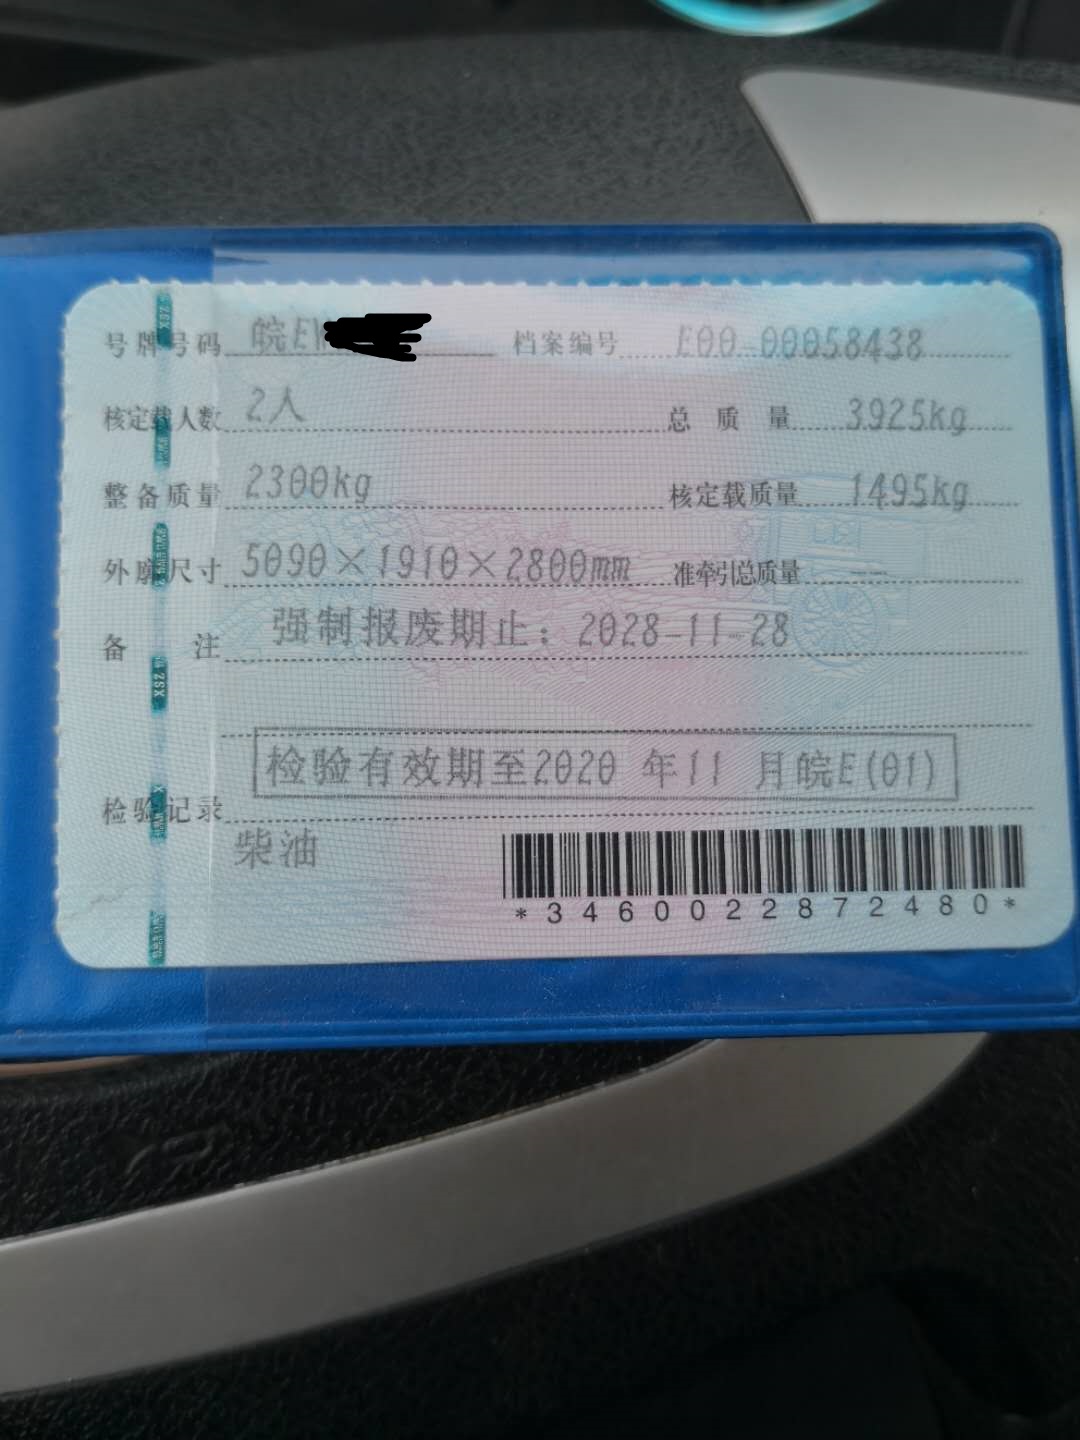 号牌号码 皖E 档案编号 E00-00058438
核定载人数 2人 总质量 3925kg
整备质量 2300kg 核定载质量 1495kg
外廓尺寸 5090×1910×2800mm 准牵引总质量 --
备注 强制报废期止：2028-11-28
检验有效期至2020 年11 月皖E(01)
检验记录
柴油
*3460022872480*